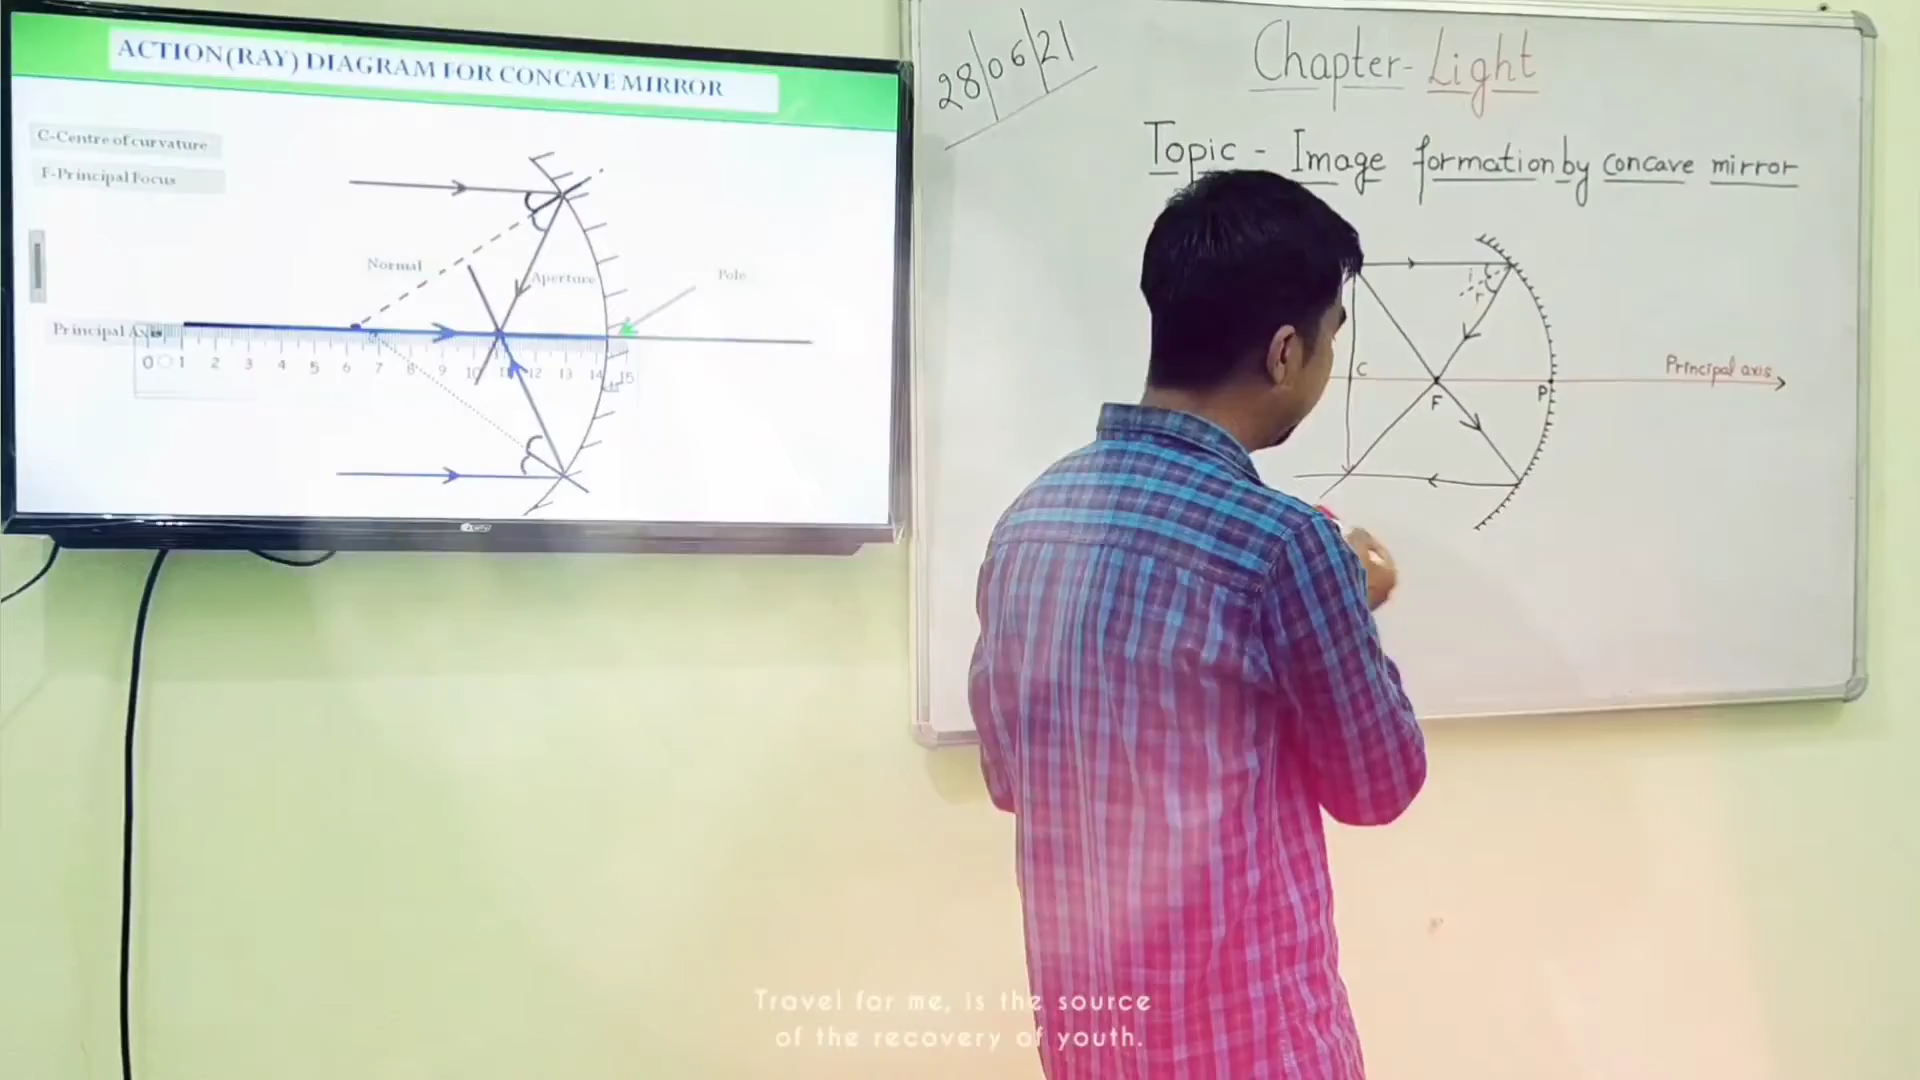 ACTION(RAY) DIAGRAM FOR CONCAVE MIRROR
C-Centre of curvature
F-Principal Focus
Normal
Aperture
Pole
Principal
0 1 2 3 4 5 6 7 8 9 10 11 12 13 14 15
28/06/21
Chapter- Light
Topic - Image formation by concave mirror
i
r
C
F
P
Principal axis
Travel for me, is the source
of the recovery of youth.